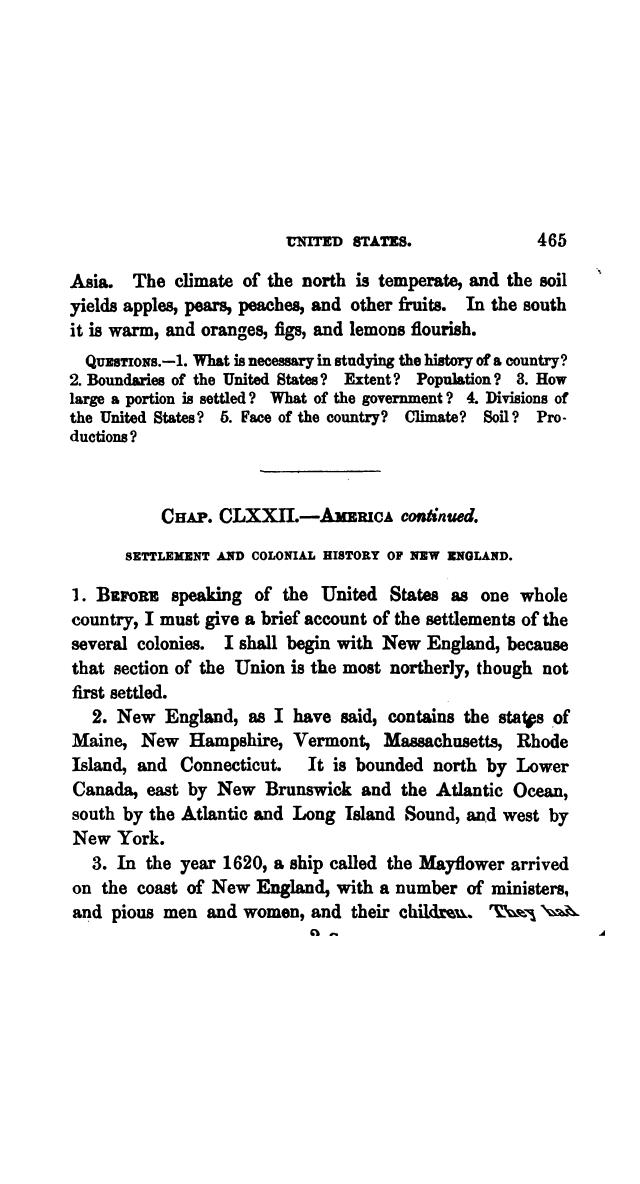 UNITED STATES. 465
Asia. The climate of the north is temperate, and the soil
yields apples, pears, peaches, and other fruits. In the south
it is warm, and oranges, figs, and lemons flourish.
QUESTIONS.—1. What is necessary in studying the history of a country?
2. Boundaries of the United States? Extent? Population? 3. How
large a portion is settled? What of the government? 4. Divisions of
the United States? 5. Face of the country? Climate? Soil? Pro-
ductions?
CHAP. CLXXII.—AMERICA continued.
SETTLEMENT AND COLONIAL HISTORY OF NEW ENGLAND.
1. BEFORE speaking of the United States as one whole
country, I must give a brief account of the settlements of the
several colonies. I shall begin with New England, because
that section of the Union is the most northerly, though not
first settled.
2. New England, as I have said, contains the states of
Maine, New Hampshire, Vermont, Massachusetts, Rhode
Island, and Connecticut. It is bounded north by Lower
Canada, east by New Brunswick and the Atlantic Ocean,
south by the Atlantic and Long Island Sound, and west by
New York.
3. In the year 1620, a ship called the Mayflower arrived
on the coast of New England, with a number of ministers,
and pious men and women, and their children. They had